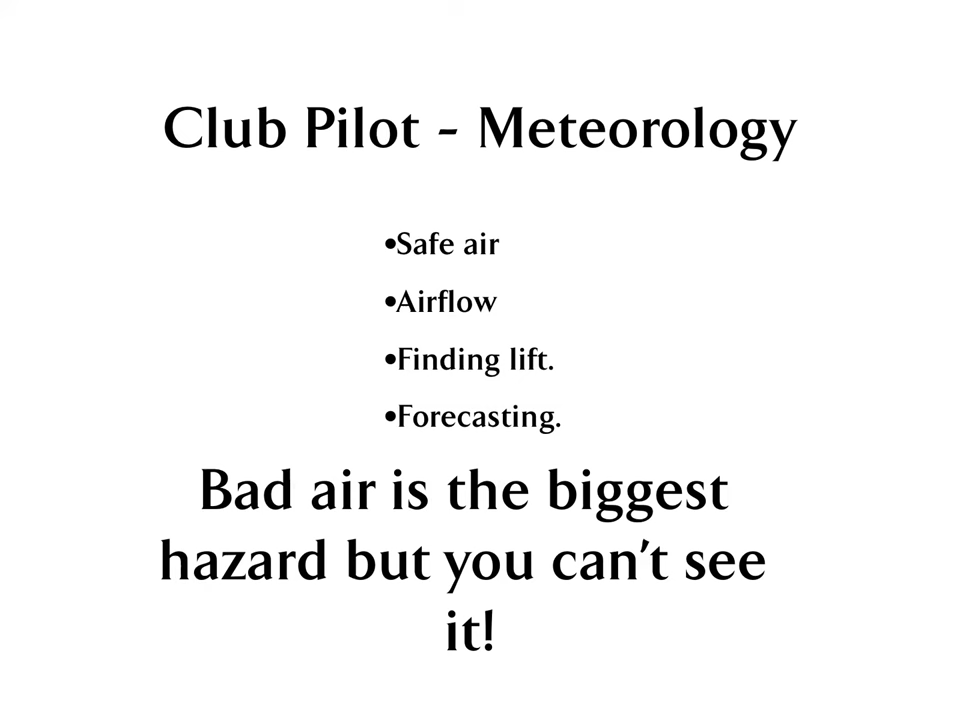 Club Pilot - Meteorology
•Safe air
•Airflow
•Finding lift.
•Forecasting.
Bad air is the biggest
hazard but you can't see
it!